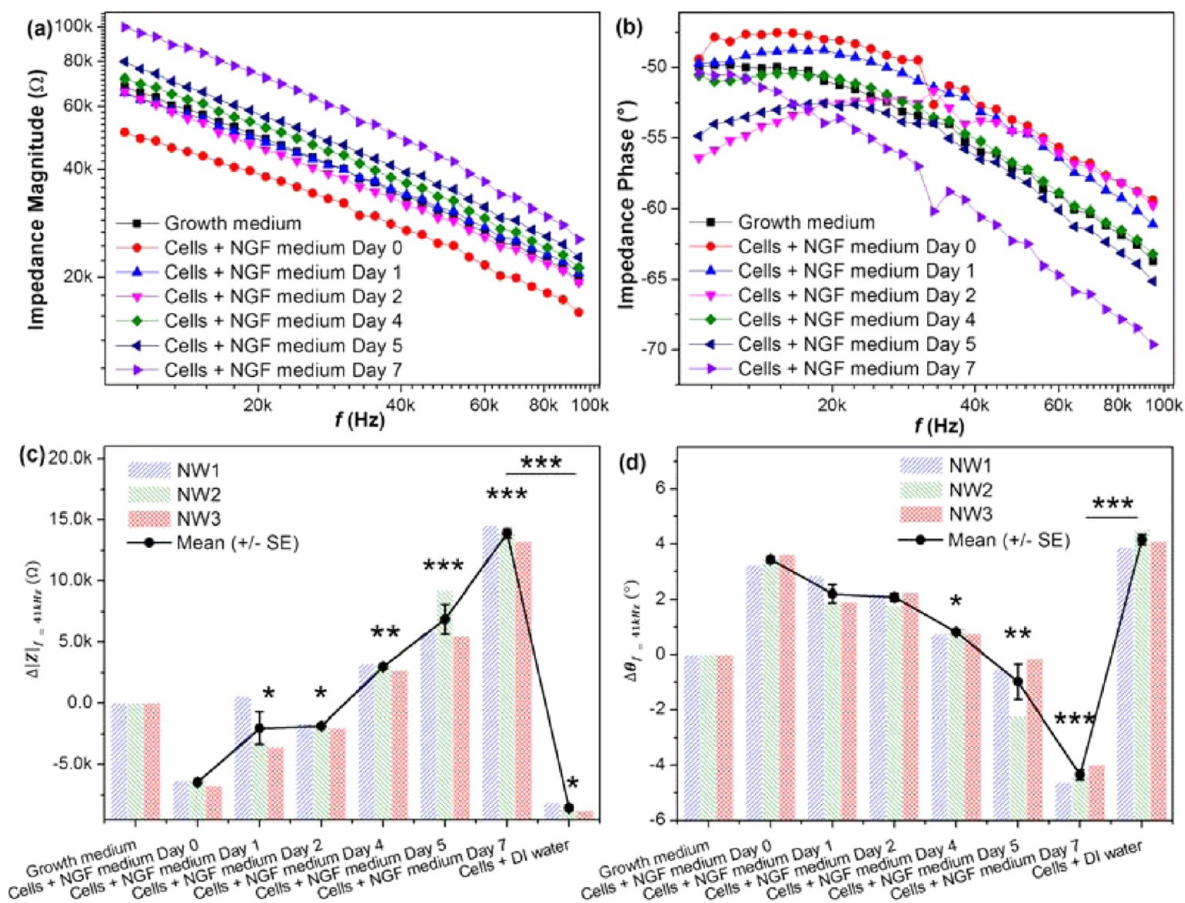 (a)
100k
80k
60k
40k
20k
Impedance Magnitude (Ω)
Growth medium
Cells + NGF medium Day 0
Cells + NGF medium Day 1
Cells + NGF medium Day 2
Cells + NGF medium Day 4
Cells + NGF medium Day 5
Cells + NGF medium Day 7
20k 40k 60k 80k 100k
f (Hz)
(b)
-50
-55
-60
-65
-70
Impedance Phase (°)
Growth medium
Cells + NGF medium Day 0
Cells + NGF medium Day 1
Cells + NGF medium Day 2
Cells + NGF medium Day 4
Cells + NGF medium Day 5
Cells + NGF medium Day 7
20k 40k 60k 80k 100k
f (Hz)
(c)
20.0k
15.0k
10.0k
5.0k
0.0
-5.0k
Δ|Z| f = 41kHz (Ω)
NW1
NW2
NW3
Mean (+/- SE)
***
***
***
**
*
*
*
Growth medium
Cells + NGF medium Day 0
Cells + NGF medium Day 1
Cells + NGF medium Day 2
Cells + NGF medium Day 4
Cells + NGF medium Day 5
Cells + NGF medium Day 7
Cells + DI water
(d)
6
4
2
0
-2
-4
-6
Δθ f = 41kHz (°)
NW1
NW2
NW3
Mean (+/- SE)
***
*
**
***
Growth medium
Cells + NGF medium Day 0
Cells + NGF medium Day 1
Cells + NGF medium Day 2
Cells + NGF medium Day 4
Cells + NGF medium Day 5
Cells + NGF medium Day 7
Cells + DI water